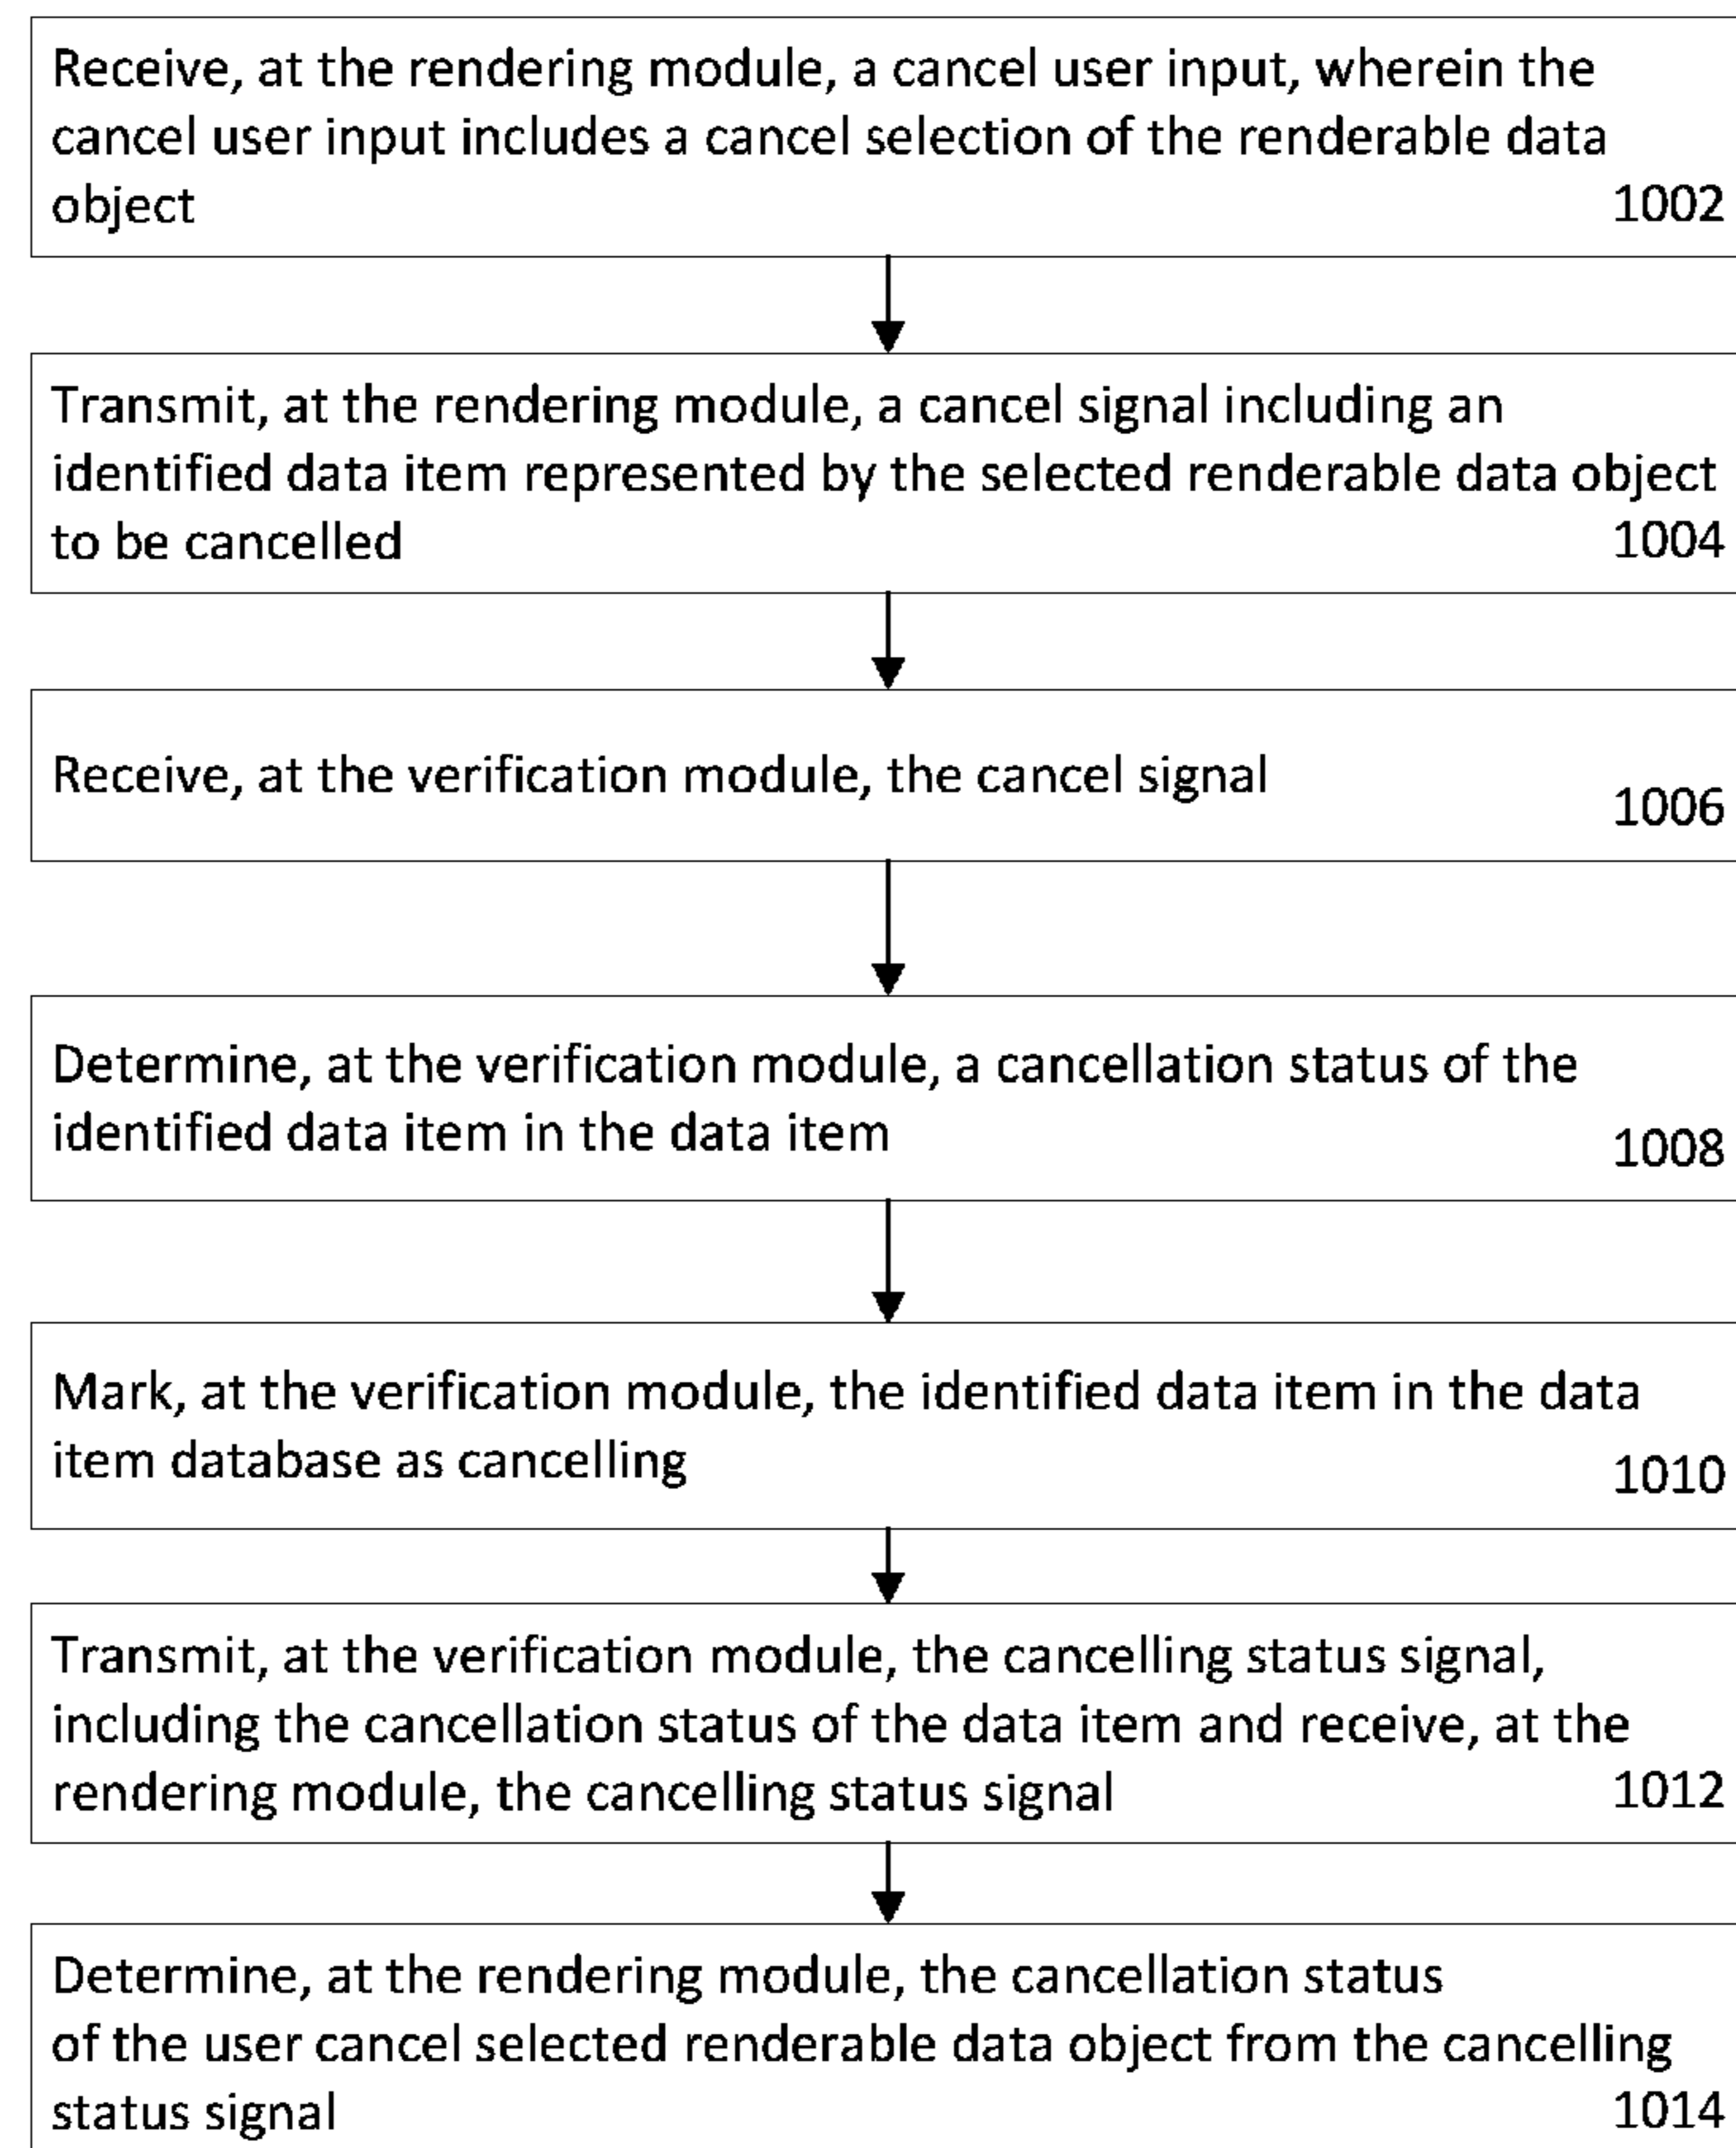 Receive, at the rendering module, a cancel user input, wherein the
cancel user input includes a cancel selection of the renderable data
object 1002
Transmit, at the rendering module, a cancel signal including an
identified data item represented by the selected renderable data object
to be cancelled 1004
Receive, at the verification module, the cancel signal
1006
Determine, at the verification module, a cancellation status of the
identified data item in the data item
1008
Mark, at the verification module, the identified data item in the data
item database as cancelling
1010
Transmit, at the verification module, the cancelling status signal,
including the cancellation status of the data item and receive, at the
rendering module, the cancelling status signal 1012
Determine, at the rendering module, the cancellation status
of the user cancel selected renderable data object from the cancelling
status signal 1014